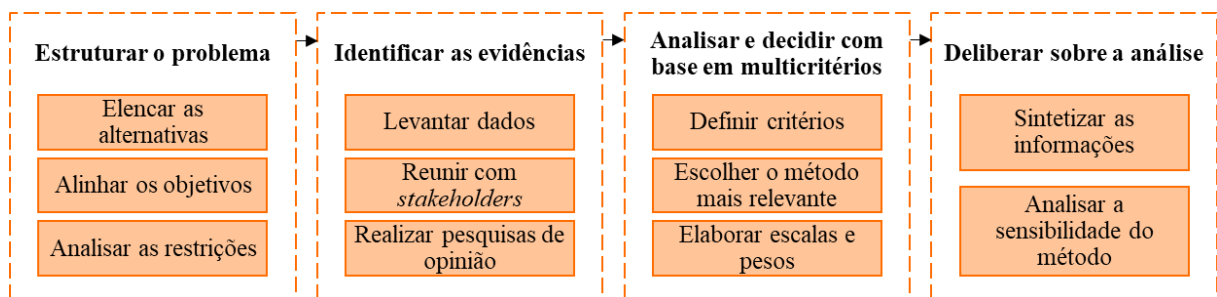 Estruturar o problema
Elencar as
alternativas
Alinhar os objetivos
Analisar as restrições
Identificar as evidências
Levantar dados
Reunir com
stakeholders
Realizar pesquisas de
opinião
Analisar e decidir com
base em multicritérios
Definir critérios
Escolher o método
mais relevante
Elaborar escalas e
pesos
Deliberar sobre a análise
Sintetizar as
informações
Analisar a
sensibilidade do
método